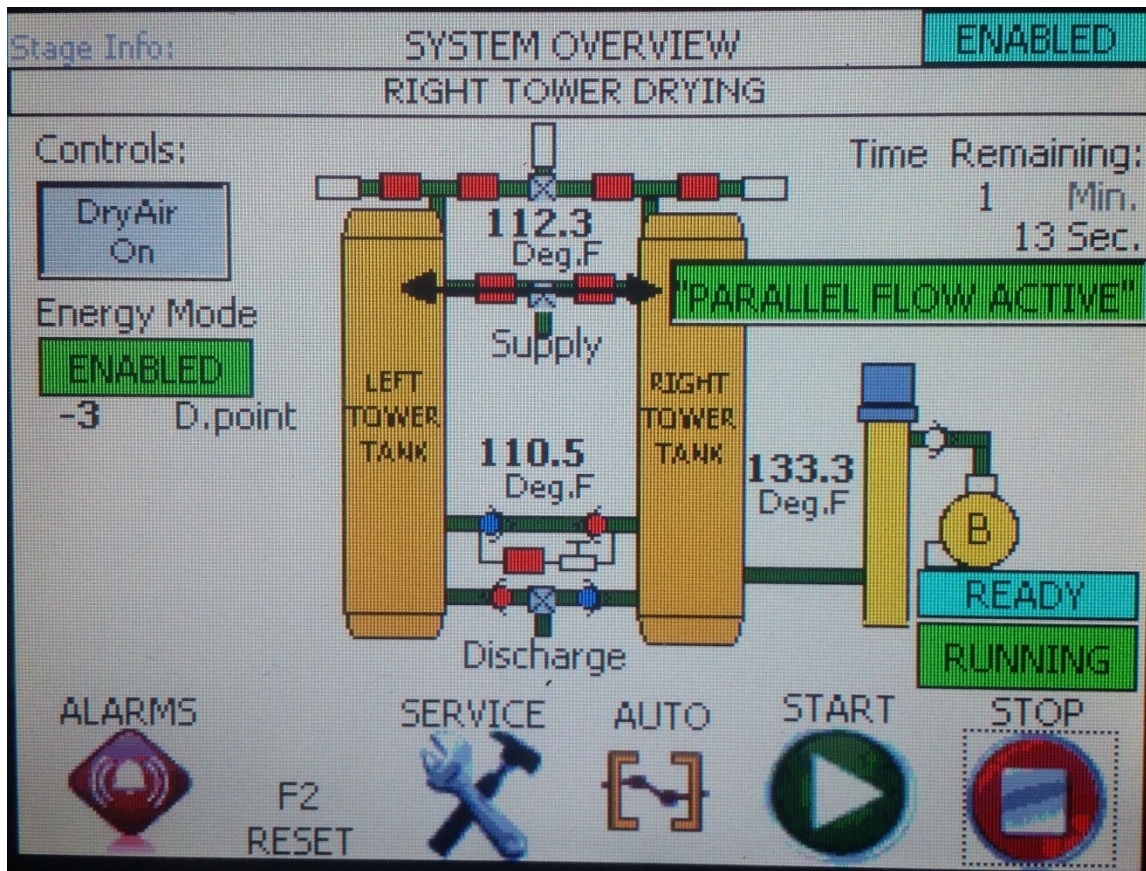 Stage Info:
SYSTEM OVERVIEW
ENABLED
RIGHT TOWER DRYING
Controls:
DryAir
On
Energy Mode
ENABLED
-3 D.point
Time Remaining:
1 Min.
13 Sec.
112.3
Deg.F
"PARALLEL FLOW ACTIVE"
Supply
LEFT
TOWER
TANK
RIGHT
TOWER
TANK
110.5
Deg.F
133.3
Deg.F
B
READY
RUNNING
Discharge
ALARMS
F2
RESET
SERVICE
AUTO
START
STOP